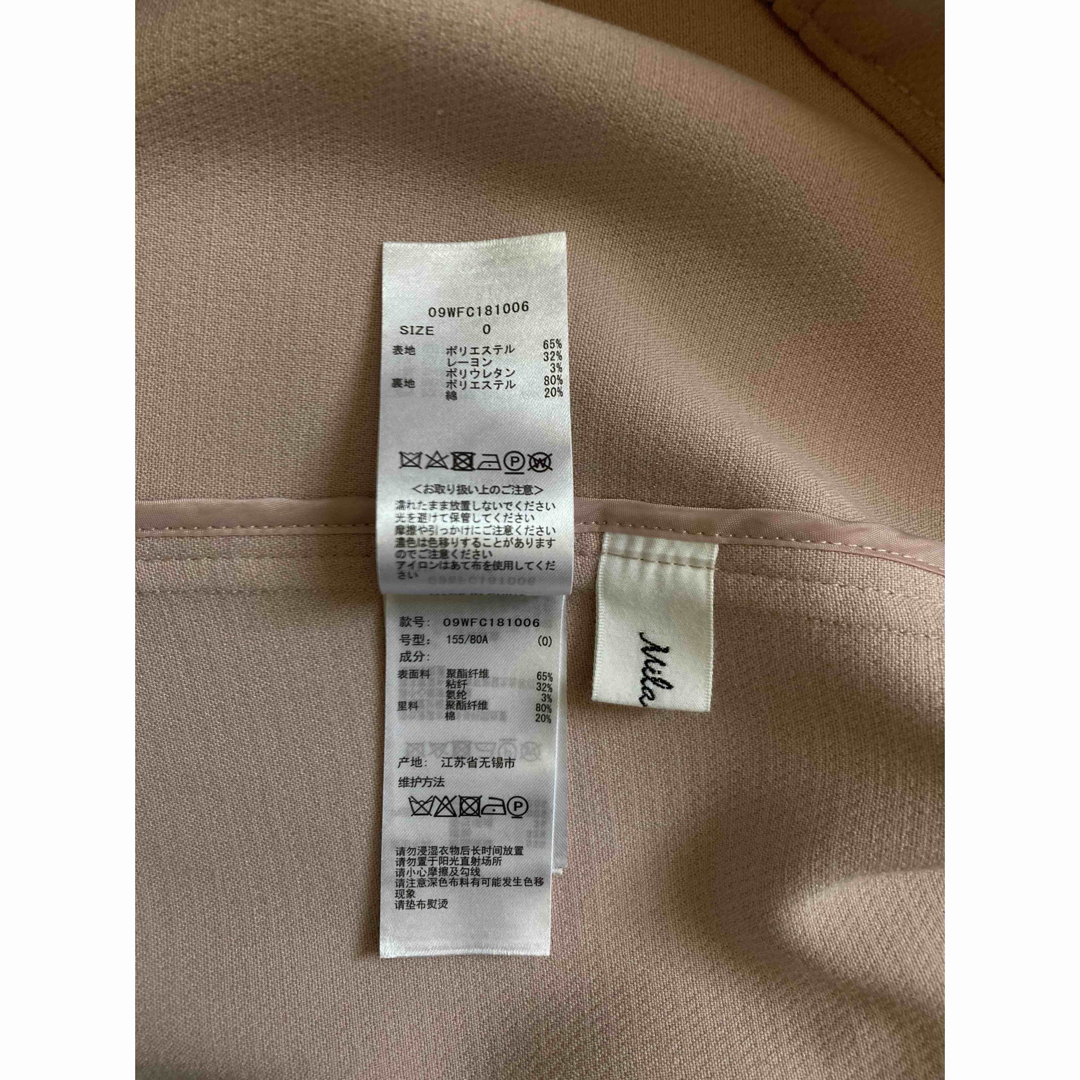 09WFC181006
SIZE 0
表地 ポリエステル 65%
レーヨン 32%
ポリウレタン 3%
裏地 ポリエステル 80%
綿 20%
P W
<お取り扱い上のご注意>
濡れたまま放置しないでください
光を避けて保管してください
摩擦や引っかけにご注意ください
濃色は色移りすることがあります
のでご注意ください
アイロンはあて布を使用してくだ
さい
款号: 09WFC181006
号型: 155/80A (0)
成分:
表面料 聚酯纤维 65%
粘纤 32%
氨纶 3%
里料 聚酯纤维 80%
棉 20%
产地: 江苏省无锡市
维护方法
P
请勿浸湿衣物后长时间放置
请勿置于阳光直射场所
请小心摩擦及勾线
请注意深色布料有可能发生色移
现象
请垫布熨烫
Mila